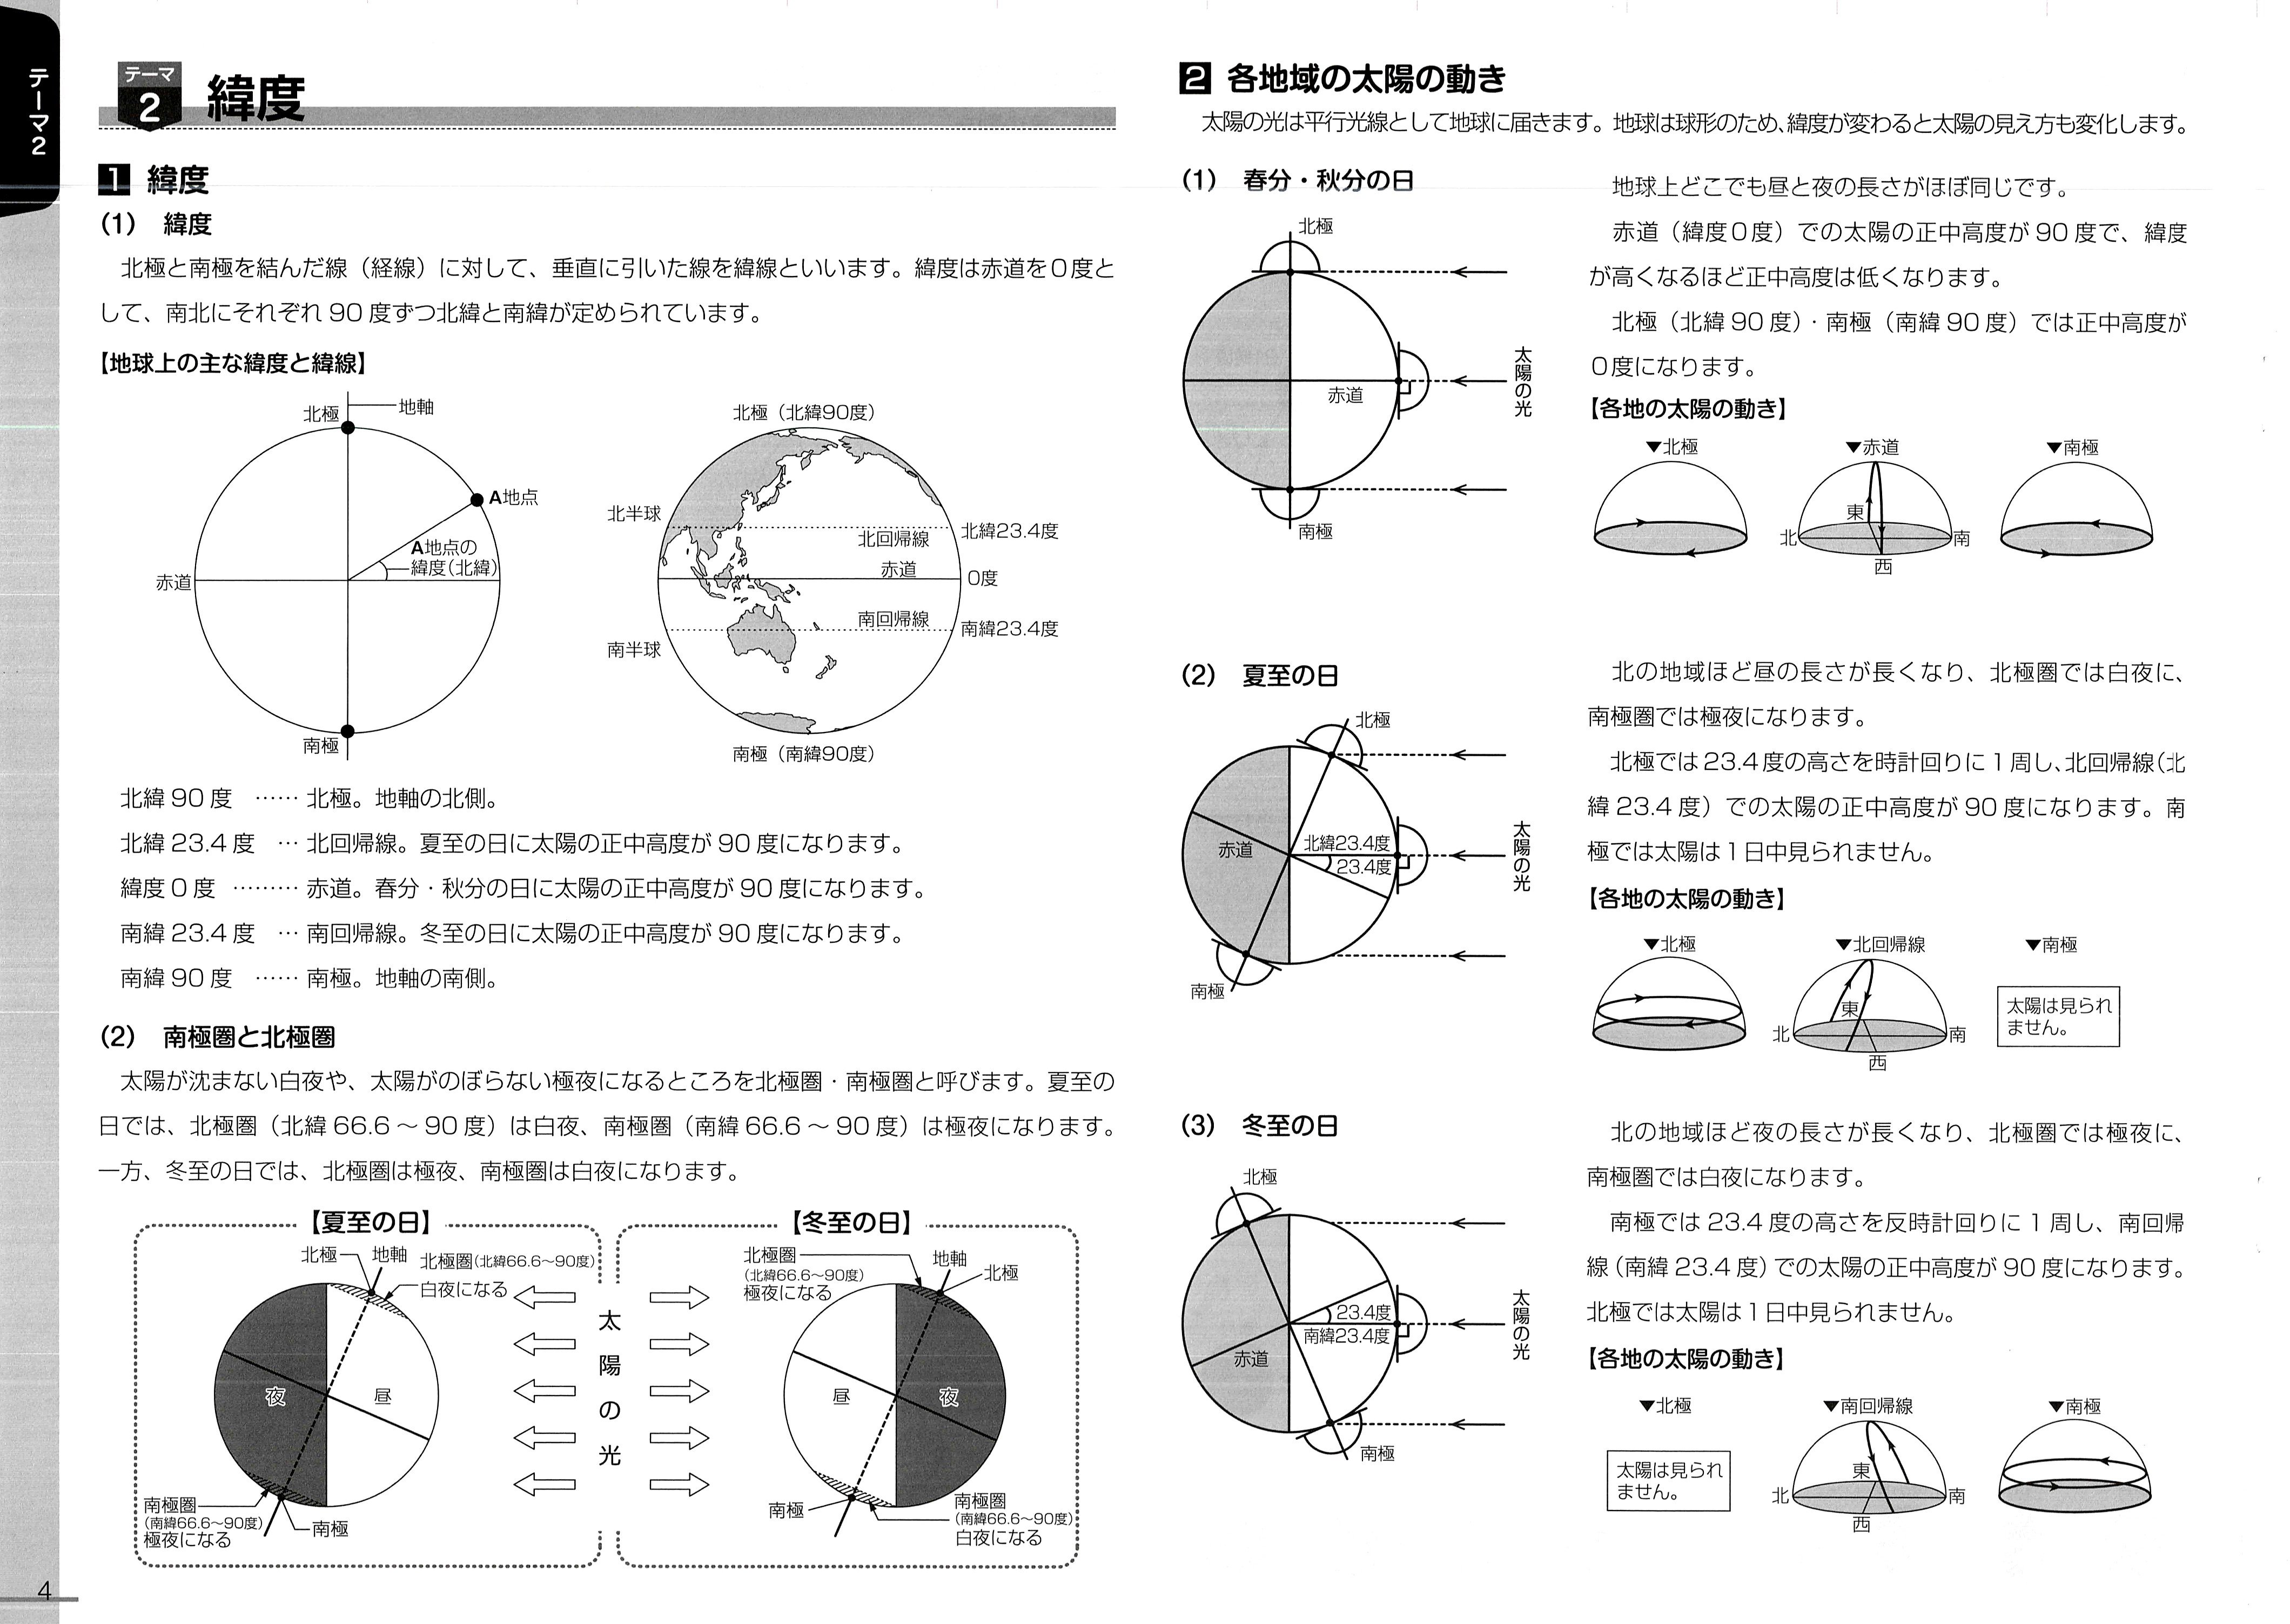 テーマ2
テーマ
2 緯度
1 緯度
(1) 緯度
北極と南極を結んだ線（経線）に対して、垂直に引いた線を緯線といいます。緯度は赤道を0度と
して、南北にそれぞれ90度ずつ北緯と南緯が定められています。
【地球上の主な緯度と緯線】
北極
地軸
A地点
A地点の
緯度(北緯)
赤道
南極
北極（北緯90度）
北半球
北緯23.4度
北回帰線
赤道
0度
南回帰線
南緯23.4度
南半球
南極（南緯90度）
北緯90度 …… 北極。地軸の北側。
北緯23.4度 … 北回帰線。夏至の日に太陽の正中高度が90度になります。
緯度0度 ……… 赤道。春分・秋分の日に太陽の正中高度が90度になります。
南緯23.4度 … 南回帰線。冬至の日に太陽の正中高度が90度になります。
南緯90度 …… 南極。地軸の南側。
(2) 南極圏と北極圏
太陽が沈まない白夜や、太陽がのぼらない極夜になるところを北極圏・南極圏と呼びます。夏至の
日では、北極圏（北緯66.6～90度）は白夜、南極圏（南緯66.6～90度）は極夜になります。
一方、冬至の日では、北極圏は極夜、南極圏は白夜になります。
【夏至の日】
北極
地軸
北極圏(北緯66.6～90度)
白夜になる
夜
昼
南極圏
(南緯66.6～90度)
極夜になる
南極
太陽の光
【冬至の日】
北極圏
(北緯66.6～90度)
極夜になる
地軸
北極
昼
夜
南極
南極圏
(南緯66.6～90度)
白夜になる
4
2 各地域の太陽の動き
太陽の光は平行光線として地球に届きます。地球は球形のため、緯度が変わると太陽の見え方も変化します。
(1) 春分・秋分の日
北極
赤道
南極
太陽の光
地球上どこでも昼と夜の長さがほぼ同じです。
赤道（緯度0度）での太陽の正中高度が90度で、緯度
が高くなるほど正中高度は低くなります。
北極（北緯90度）・南極（南緯90度）では正中高度が
0度になります。
【各地の太陽の動き】
▼北極
▼赤道
東
北
南
西
▼南極
(2) 夏至の日
北極
北緯23.4度
赤道
23.4度
南極
太陽の光
北の地域ほど昼の長さが長くなり、北極圏では白夜に、
南極圏では極夜になります。
北極では23.4度の高さを時計回りに1周し、北回帰線（北
緯23.4度）での太陽の正中高度が90度になります。南
極では太陽は1日中見られません。
【各地の太陽の動き】
▼北極
▼北回帰線
東
北
南
西
▼南極
太陽は見られ
ません。
(3) 冬至の日
北極
23.4度
南緯23.4度
赤道
南極
太陽の光
北の地域ほど夜の長さが長くなり、北極圏では極夜に、
南極圏では白夜になります。
南極では23.4度の高さを反時計回りに1周し、南回帰
線（南緯23.4度）での太陽の正中高度が90度になります。
北極では太陽は1日中見られません。
【各地の太陽の動き】
▼北極
太陽は見られ
ません。
▼南回帰線
東
北
南
西
▼南極